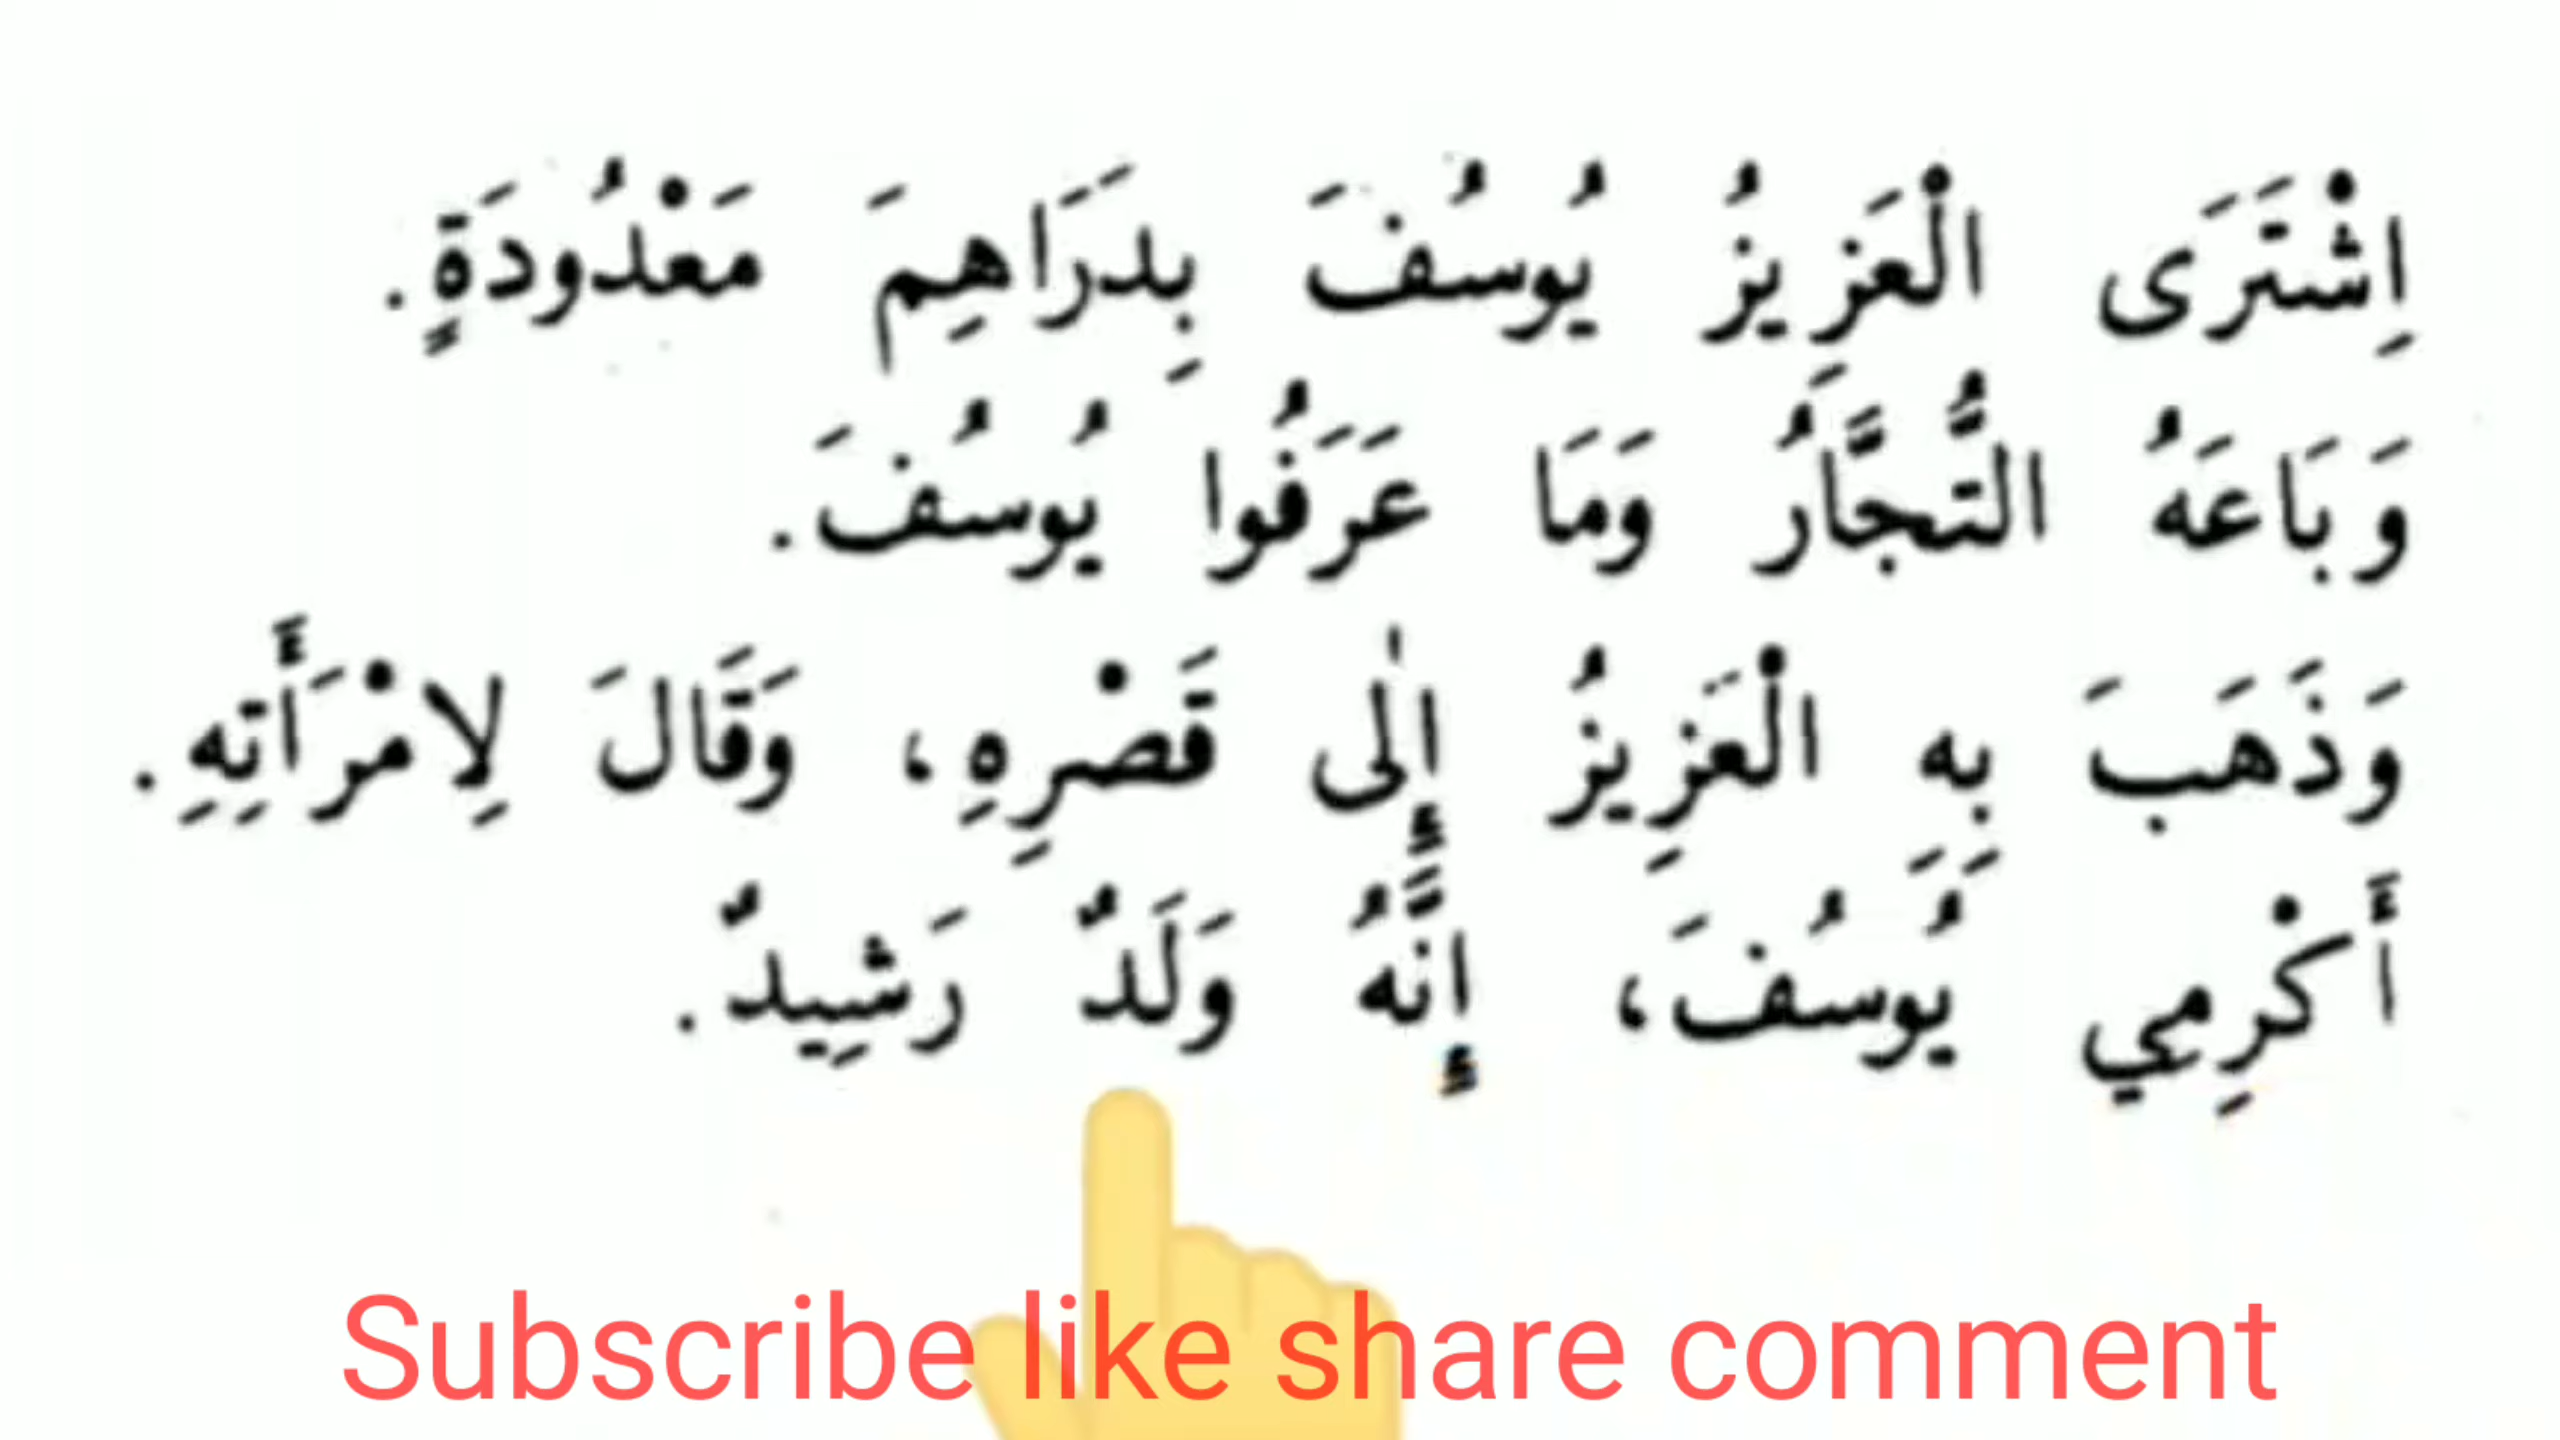 اِشْتَرَى الْعَزِيزُ يُوسُفَ بِدَرَاهِمَ مَعْدُودَةٍ.
وَبَاعَهُ التُّجَّارُ وَمَا عَرَفُوا يُوسُفَ.
وَذَهَبَ بِهِ الْعَزِيزُ إِلٰى قَصْرِهِ، وَقَالَ لِامْرَأَتِهِ.
أَكْرِمِي يُوسُفَ، إِنَّهُ وَلَدٌ رَشِيدٌ.
Subscribe like share comment